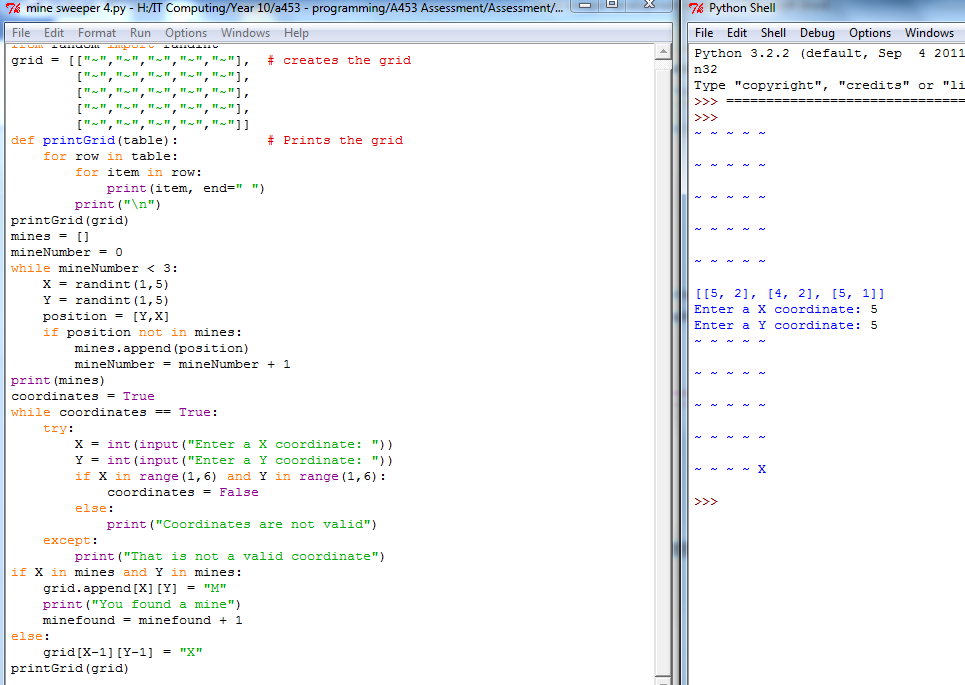 mine sweeper 4.py - H:/IT Computing/Year 10/a453 - programming/A453 Assessment/Assessment/...
File Edit Format Run Options Windows Help
from random import randint
grid = [["~","~","~","~","~"],  # creates the grid
        ["~","~","~","~","~"],
        ["~","~","~","~","~"],
        ["~","~","~","~","~"],
        ["~","~","~","~","~"]]
def printGrid(table):           # Prints the grid
    for row in table:
        for item in row:
            print(item, end=" ")
        print("\n")
printGrid(grid)
mines = []
mineNumber = 0
while mineNumber < 3:
    X = randint(1,5)
    Y = randint(1,5)
    position = [Y,X]
    if position not in mines:
        mines.append(position)
        mineNumber = mineNumber + 1
print(mines)
coordinates = True
while coordinates == True:
    try:
        X = int(input("Enter a X coordinate: "))
        Y = int(input("Enter a Y coordinate: "))
        if X in range(1,6) and Y in range(1,6):
            coordinates = False
        else:
            print("Coordinates are not valid")
    except:
        print("That is not a valid coordinate")
if X in mines and Y in mines:
    grid.append[X][Y] = "M"
    print("You found a mine")
    minefound = minefound + 1
else:
    grid[X-1][Y-1] = "X"
printGrid(grid)
Python Shell
File Edit Shell Debug Options Windows
Python 3.2.2 (default, Sep  4 2011
n32
Type "copyright", "credits" or "li
>>> ==============================
>>>
~ ~ ~ ~ ~
~ ~ ~ ~ ~
~ ~ ~ ~ ~
~ ~ ~ ~ ~
~ ~ ~ ~ ~
[[5, 2], [4, 2], [5, 1]]
Enter a X coordinate: 5
Enter a Y coordinate: 5
~ ~ ~ ~ ~
~ ~ ~ ~ ~
~ ~ ~ ~ ~
~ ~ ~ ~ ~
~ ~ ~ ~ X
>>>